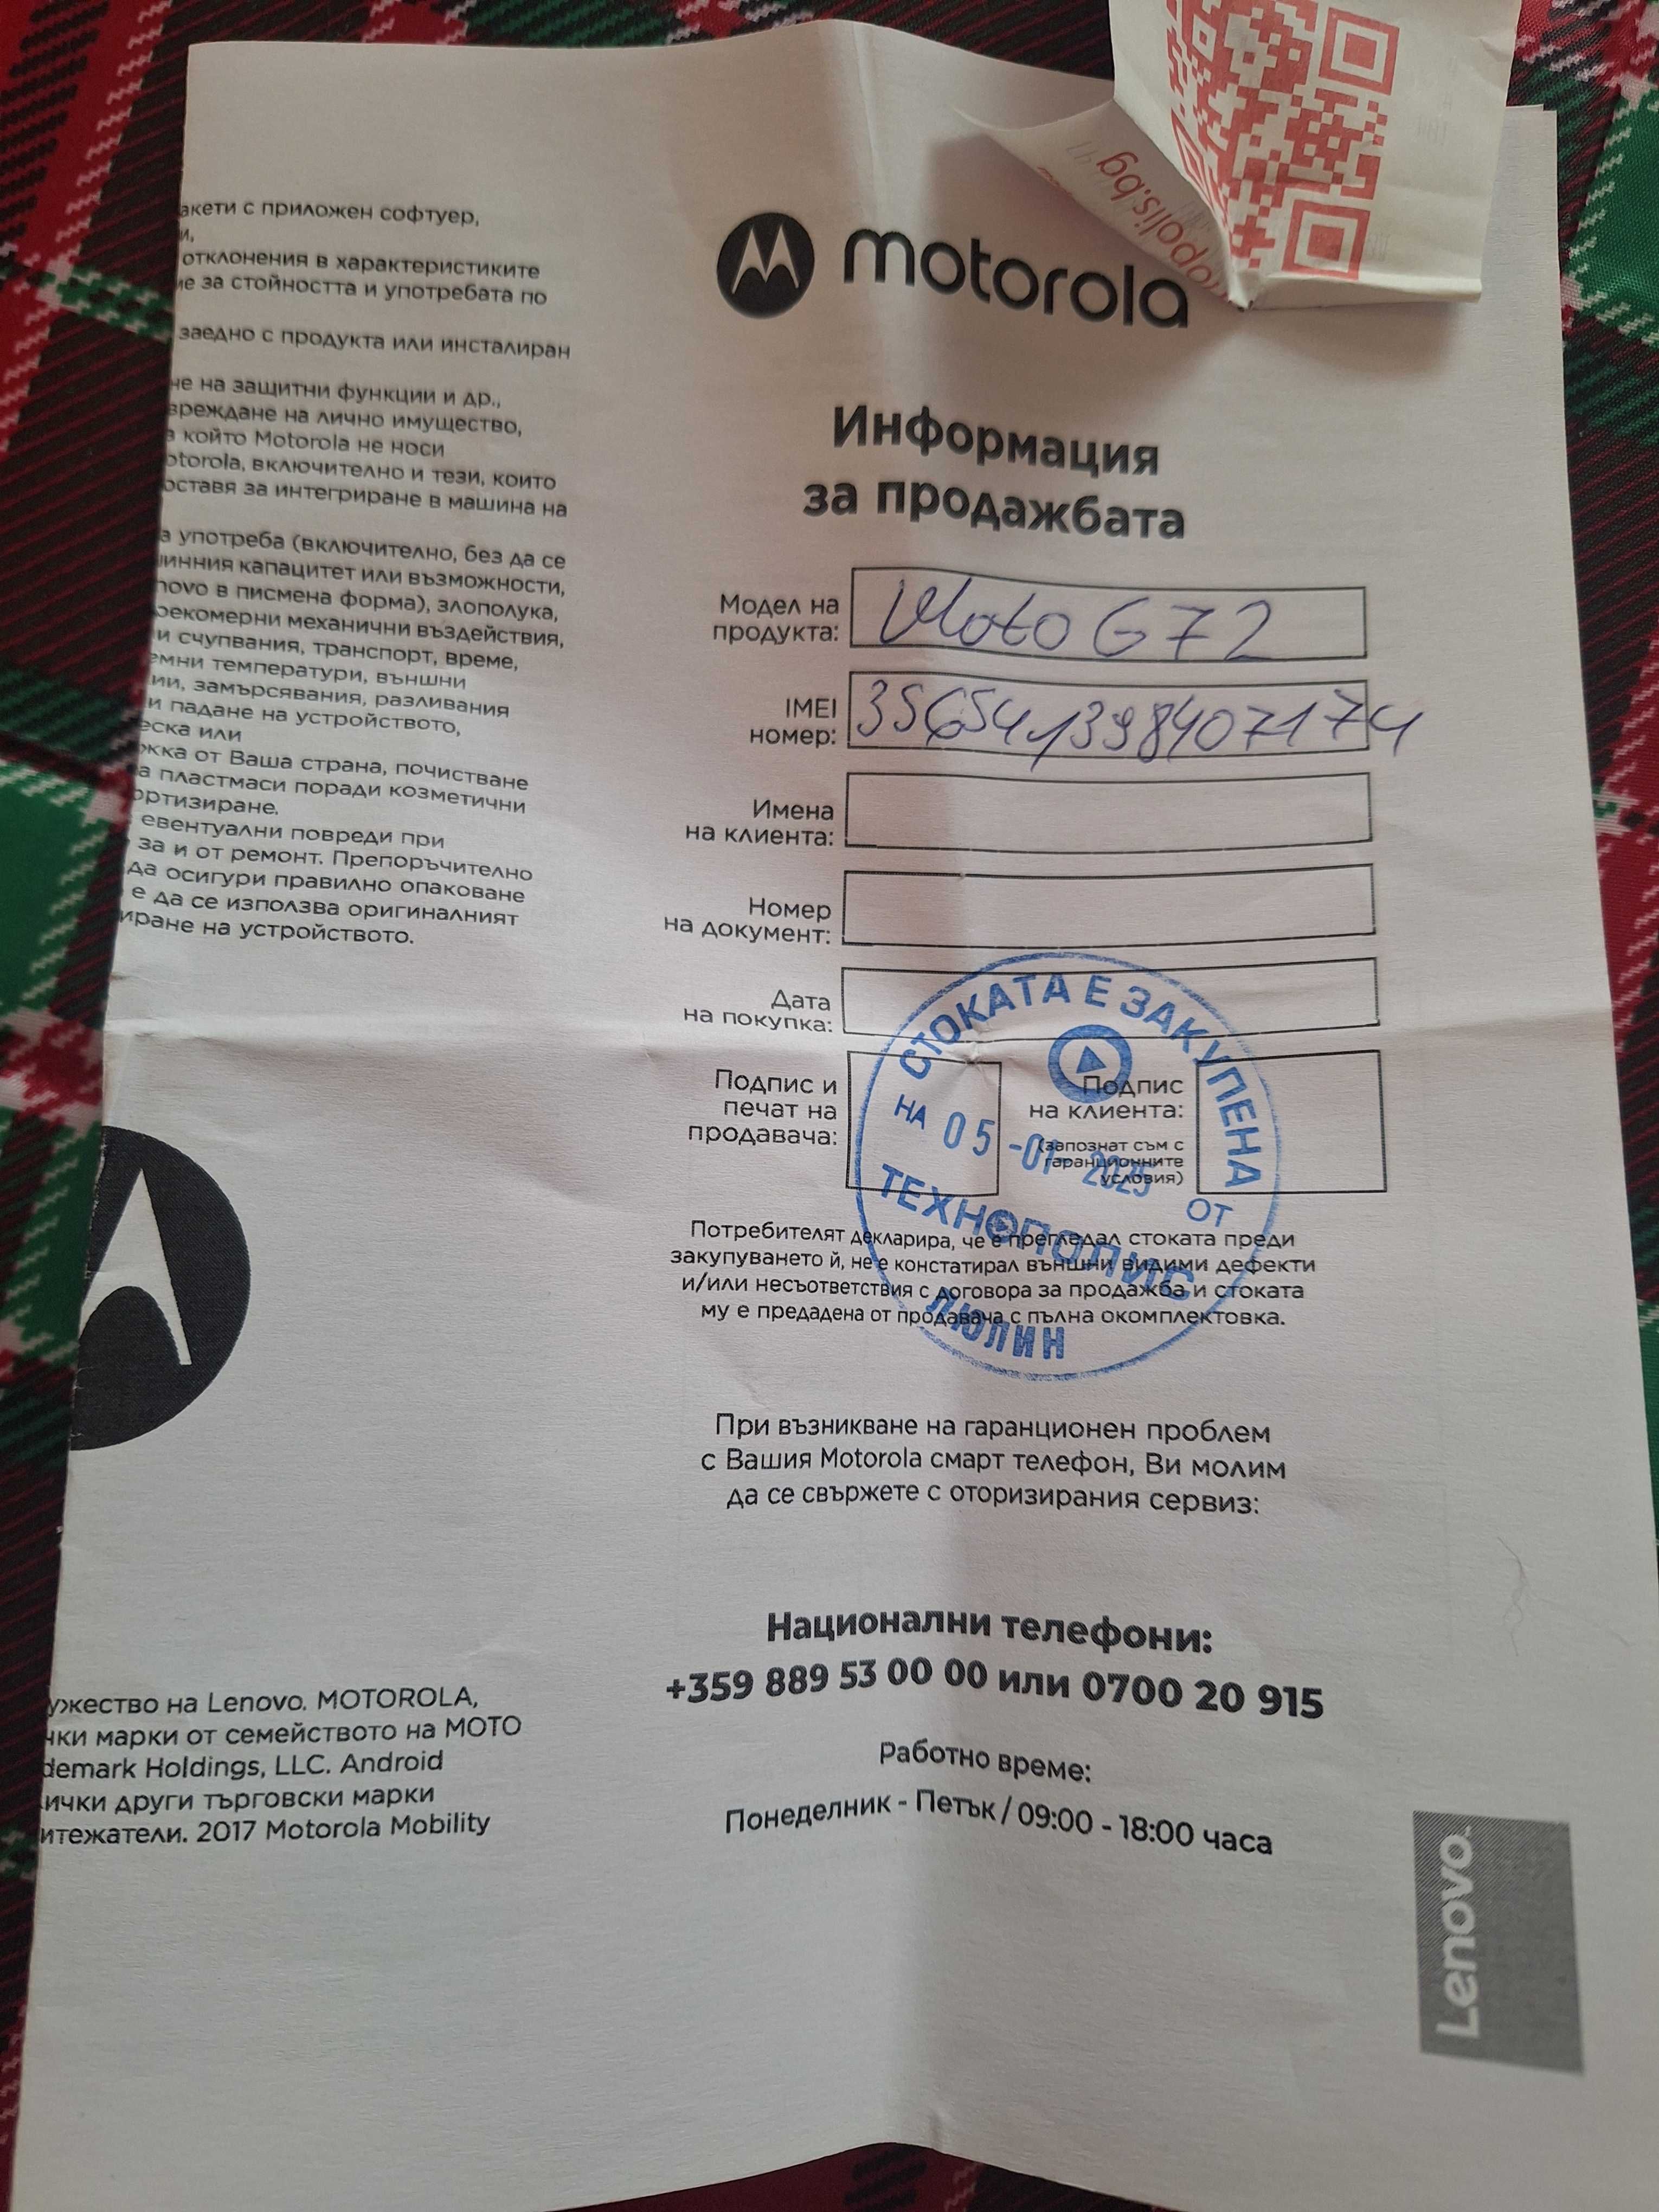 акети с приложен софтуер,
и,
отклонения в характеристиките
ие за стойността и употребата по
заедно с продукта или инсталиран
не на защитни функции и др.,
вреждане на лично имущество,
а който Motorola не носи
otorola, включително и тези, които
оставя за интегриране в машина на
а употреба (включително, без да се
шинния капацитет или възможности,
novo в писмена форма), злополука,
рекомерни механични въздействия,
и счупвания, транспорт, време,
емни температури, външни
ии, замърсявания, разливания
и падане на устройството,
еска или
ржка от Ваша страна, почистване
а пластмаси поради козметични
ортизиране.
евентуални повреди при
за и от ремонт. Препоръчително
да осигури правилно опаковане
е да се използва оригиналният
иране на устройството.
ужество на Lenovo. MOTOROLA,
чки марки от семейството на MOTO
demark Holdings, LLC. Android
ички други търговски марки
итежатели. 2017 Motorola Mobility
opolis.bg
motorola
Информация
за продажбата
Модел на
продукта:
Moto G72
IMEI
номер:
356541398407174
Имена
на клиента:
Номер
на документ:
Дата
на покупка:
Подпис и
печат на
продавача:
Подпис
на клиента:
(запознат съм с
гаранционните
условия)
СТОКАТА Е ЗАКУПЕНА
НА 05-01-2025 ОТ
ТЕХНОПОЛИС
ЛЮЛИН
Потребителят декларира, че е прегледал стоката преди
закупуването ѝ, не е констатирал външни видими дефекти
и/или несъответствия с договора за продажба и стоката
му е предадена от продавача с пълна окомплектовка.
При възникване на гаранционен проблем
с Вашия Motorola смарт телефон, Ви молим
да се свържете с оторизирания сервиз:
Национални телефони:
+359 889 53 00 00 или 0700 20 915
Работно време:
Понеделник - Петък / 09:00 - 18:00 часа
Lenovo